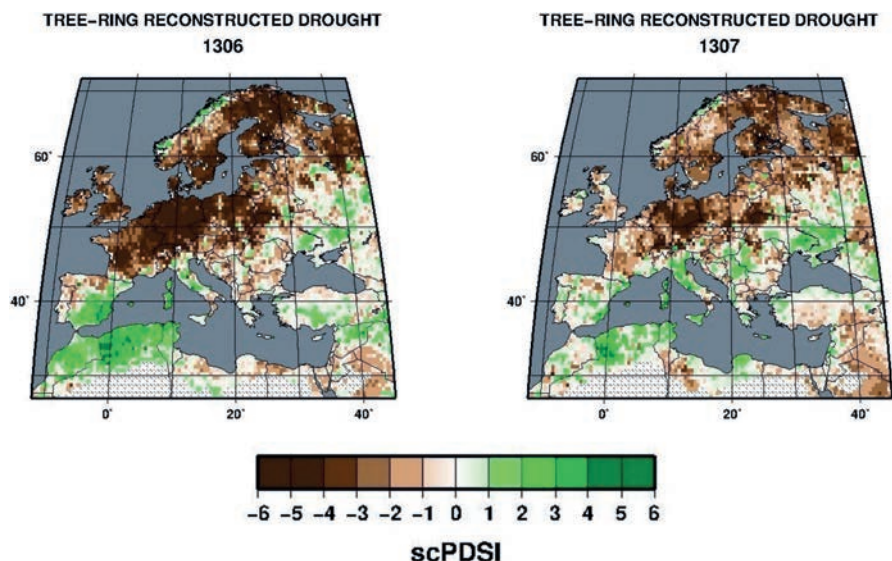 TREE-RING RECONSTRUCTED DROUGHT
1306
60°
40°
0° 20° 40°
TREE-RING RECONSTRUCTED DROUGHT
1307
60°
40°
0° 20° 40°
-6 -5 -4 -3 -2 -1 0 1 2 3 4 5 6
scPDSI